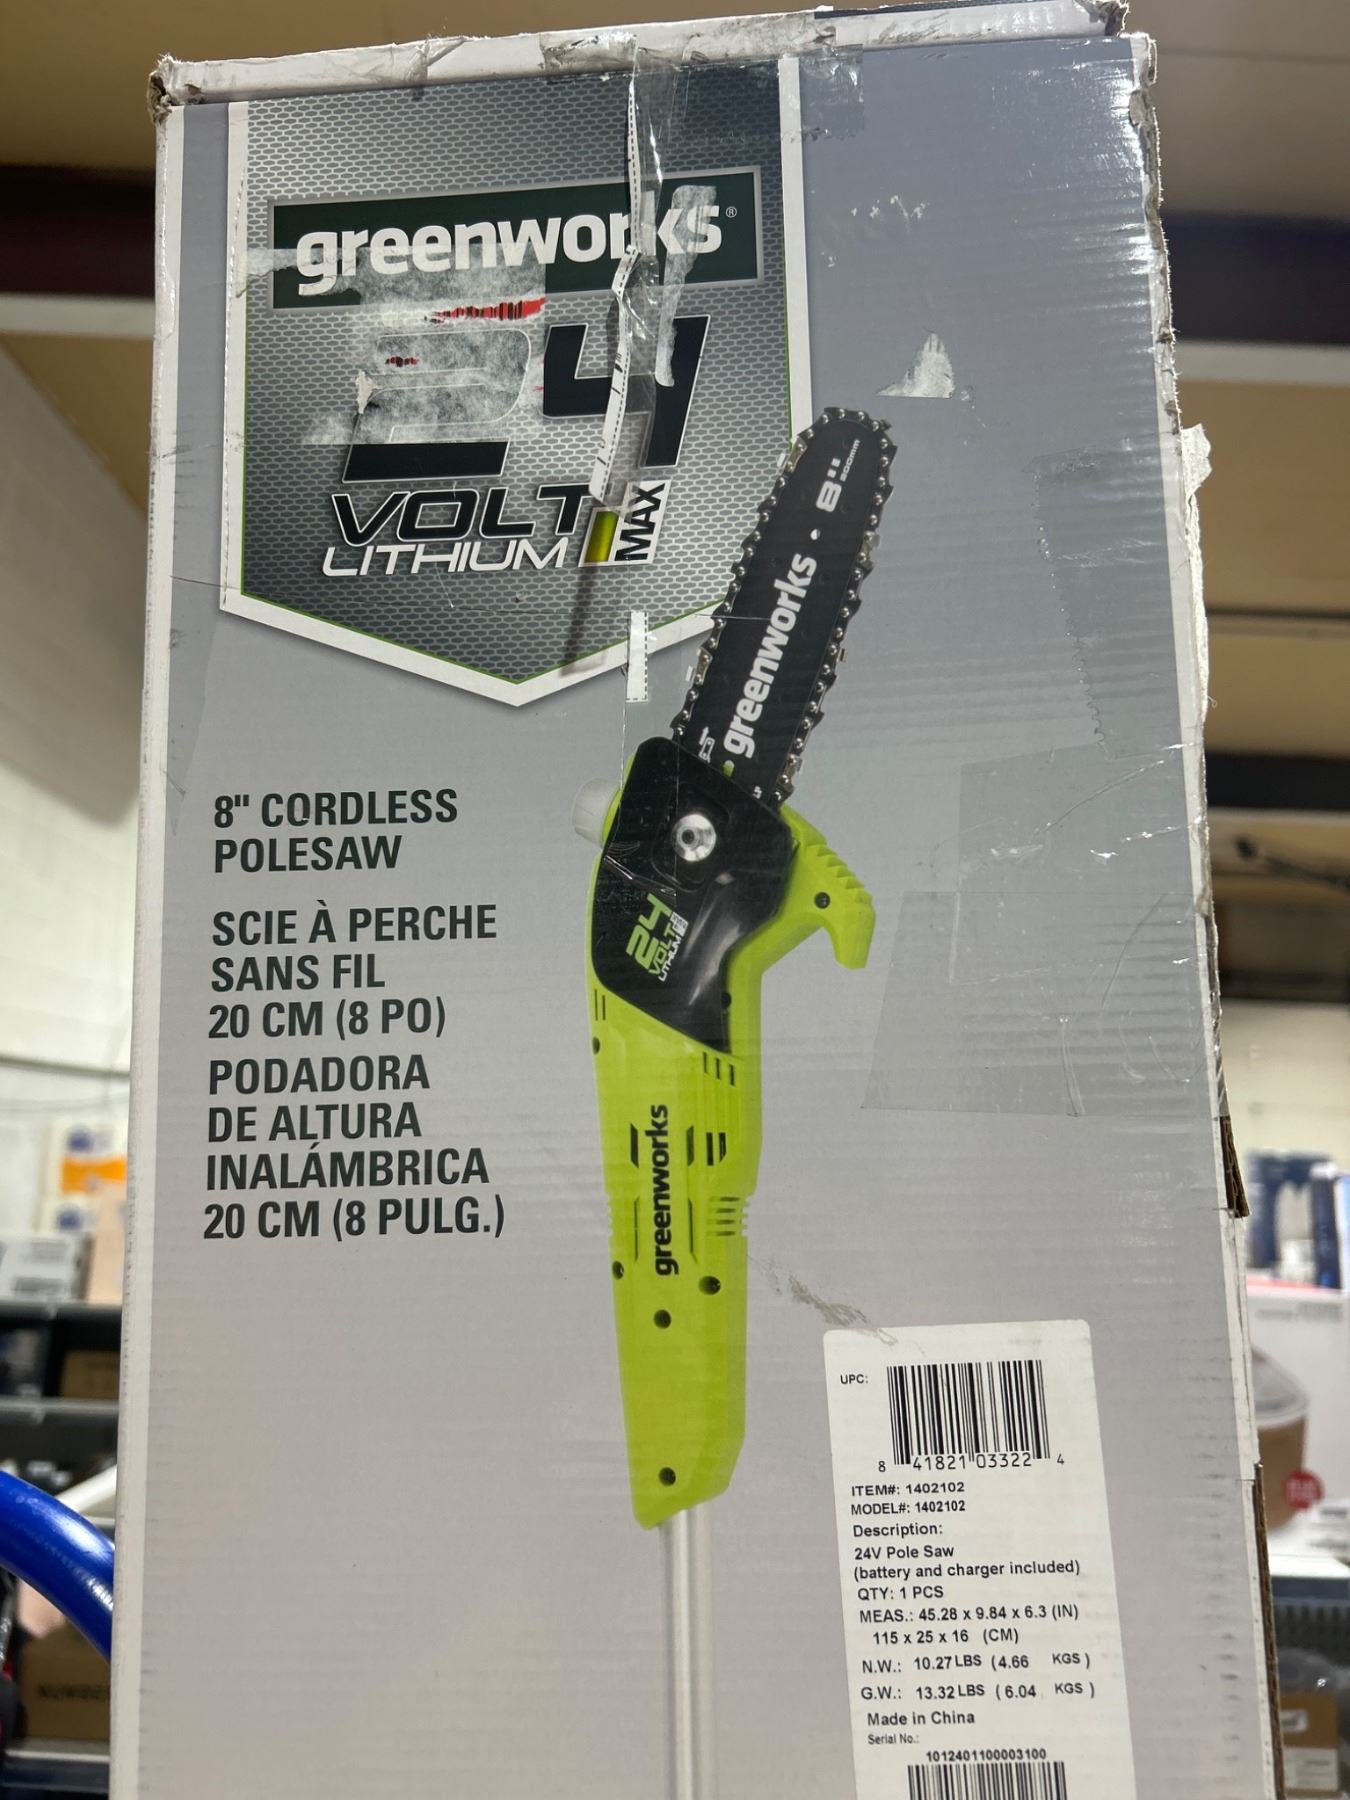 greenworks®
24
VOLT
LITHIUM
MAX
8" 200mm
greenworks
8" CORDLESS
POLESAW
SCIE À PERCHE
SANS FIL
20 CM (8 PO)
PODADORA
DE ALTURA
INALÁMBRICA
20 CM (8 PULG.)
24
VOLT
LITHIUM
greenworks
UPC:
8 41821 03322 4
ITEM#: 1402102
MODEL#: 1402102
Description:
24V Pole Saw
(battery and charger included)
QTY: 1 PCS
MEAS.: 45.28 x 9.84 x 6.3 (IN)
115 x 25 x 16 (CM)
N.W.: 10.27 LBS (4.66 KGS)
G.W.: 13.32 LBS (6.04 KGS)
Made in China
Serial No.:
1012401100003100